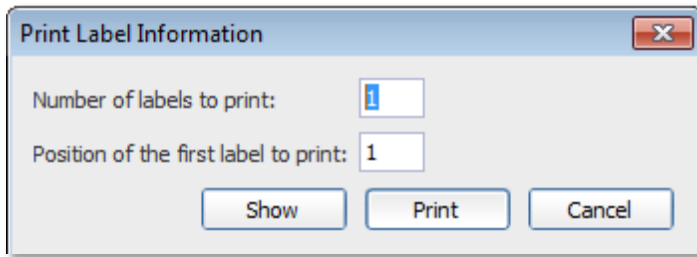 Print Label Information
Number of labels to print: 1
Position of the first label to print: 1
Show Print Cancel